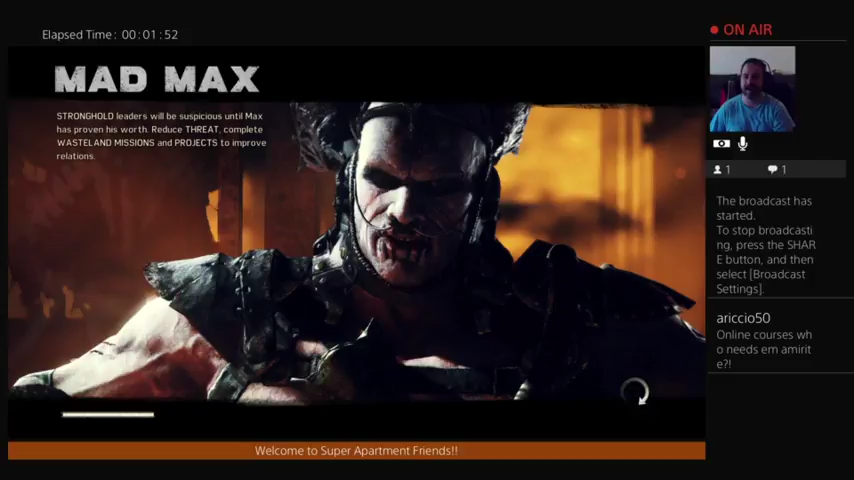 Elapsed Time: 00:01:52
ON AIR
MAD MAX
STRONGHOLD leaders will be suspicious until Max
has proven his worth. Reduce THREAT, complete
WASTELAND MISSIONS and PROJECTS to improve
relations.
1
1
The broadcast has
started.
To stop broadcasti
ng, press the SHAR
E button, and then
select [Broadcast
Settings].
ariccio50
Online courses wh
o needs em amirit
e?!
Welcome to Super Apartment Friends!!